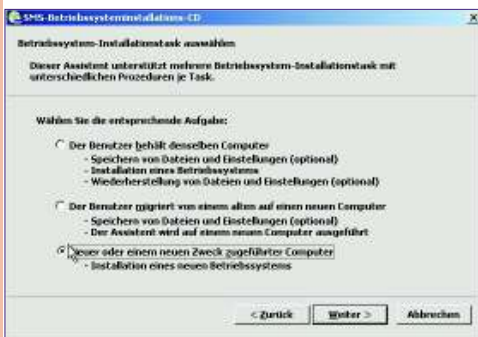 SMS-Betriebssysteminstallations-CD
Betriebssystem-Installationstask auswählen
Dieser Assistent unterstützt mehrere Betriebssystem-Installationstask mit
unterschiedlichen Prozeduren je Task.
Wählen Sie die entsprechende Aufgabe:
Der Benutzer behält denselben Computer
- Speichern von Dateien und Einstellungen (optional)
- Installation eines Betriebssystems
- Wiederherstellung von Dateien und Einstellungen (optional)
Der Benutzer migriert von einem alten auf einen neuen Computer
- Speichern von Dateien und Einstellungen (optional)
- Der Assistent wird auf einem neuen Computer ausgeführt
Neuer oder einem neuen Zweck zugeführter Computer
- Installation eines neuen Betriebssystems
< Zurück Weiter > Abbrechen